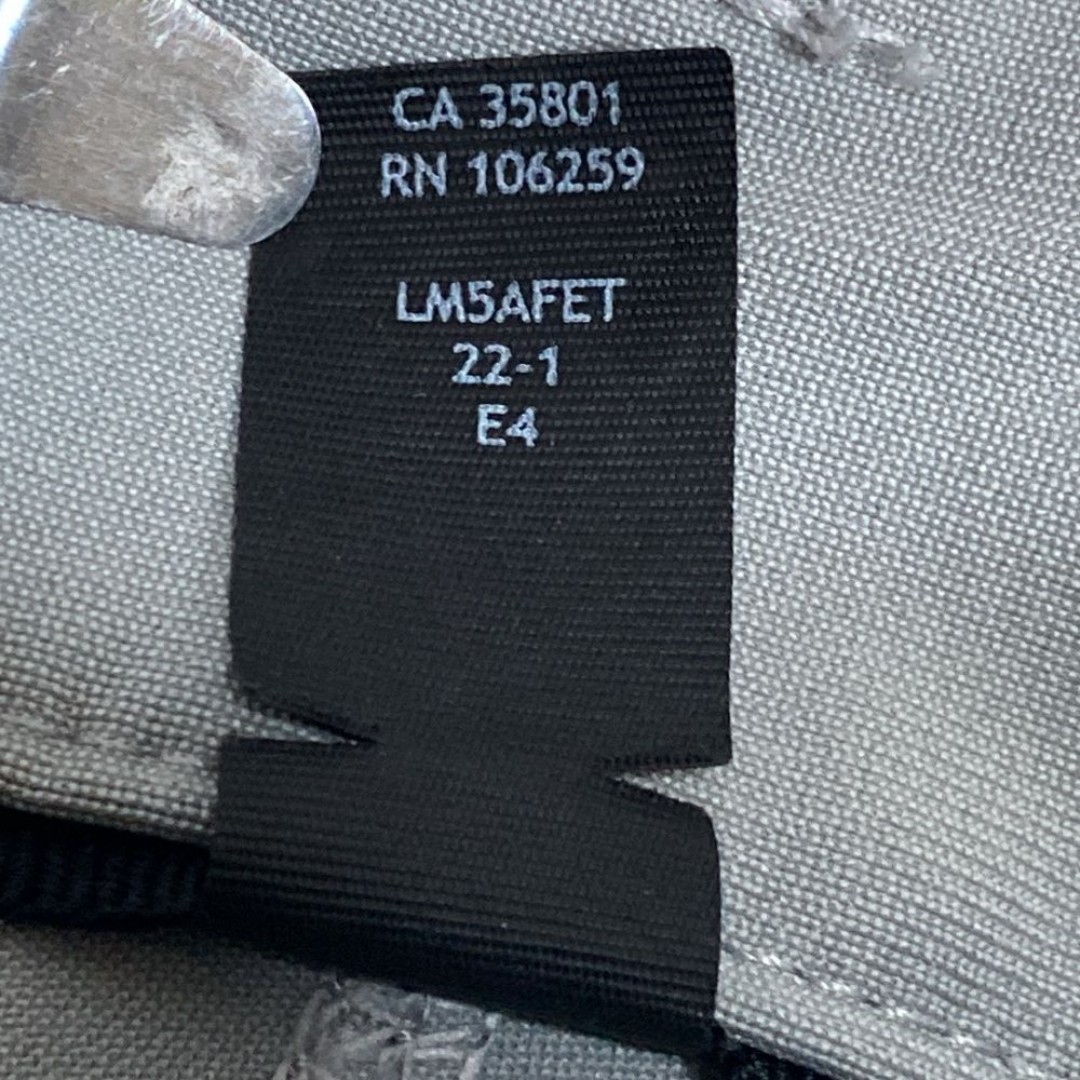 CA 35801
RN 106259
LM5AFET
22-1
E4